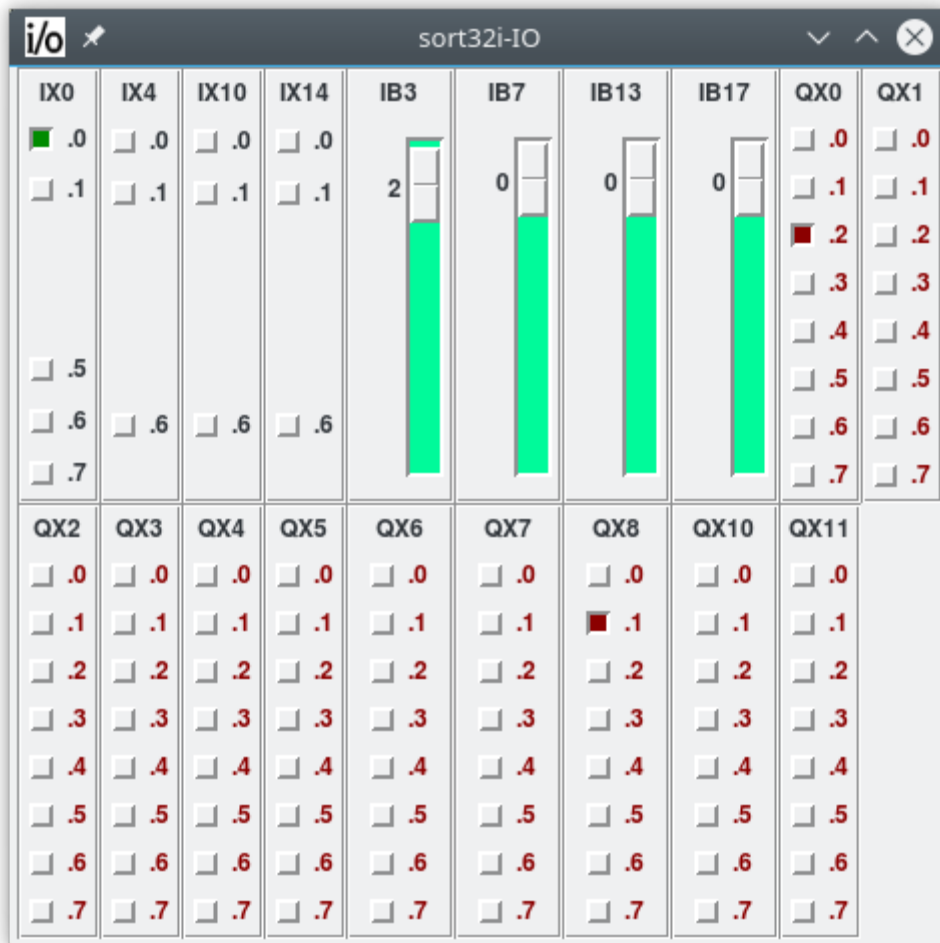 i/o sort32i-IO
IX0 IX4 IX10 IX14 IB3 IB7 IB13 IB17 QX0 QX1
.0 .0 .0 .0 .0 .0
.1 .1 .1 .1 2 0 0 0 .1 .1
.2 .2
.3 .3
.4 .4
.5 .5 .5
.6 .6 .6 .6 .6 .6
.7 .7 .7
QX2 QX3 QX4 QX5 QX6 QX7 QX8 QX10 QX11
.0 .0 .0 .0 .0 .0 .0 .0 .0
.1 .1 .1 .1 .1 .1 .1 .1 .1
.2 .2 .2 .2 .2 .2 .2 .2 .2
.3 .3 .3 .3 .3 .3 .3 .3 .3
.4 .4 .4 .4 .4 .4 .4 .4 .4
.5 .5 .5 .5 .5 .5 .5 .5 .5
.6 .6 .6 .6 .6 .6 .6 .6 .6
.7 .7 .7 .7 .7 .7 .7 .7 .7